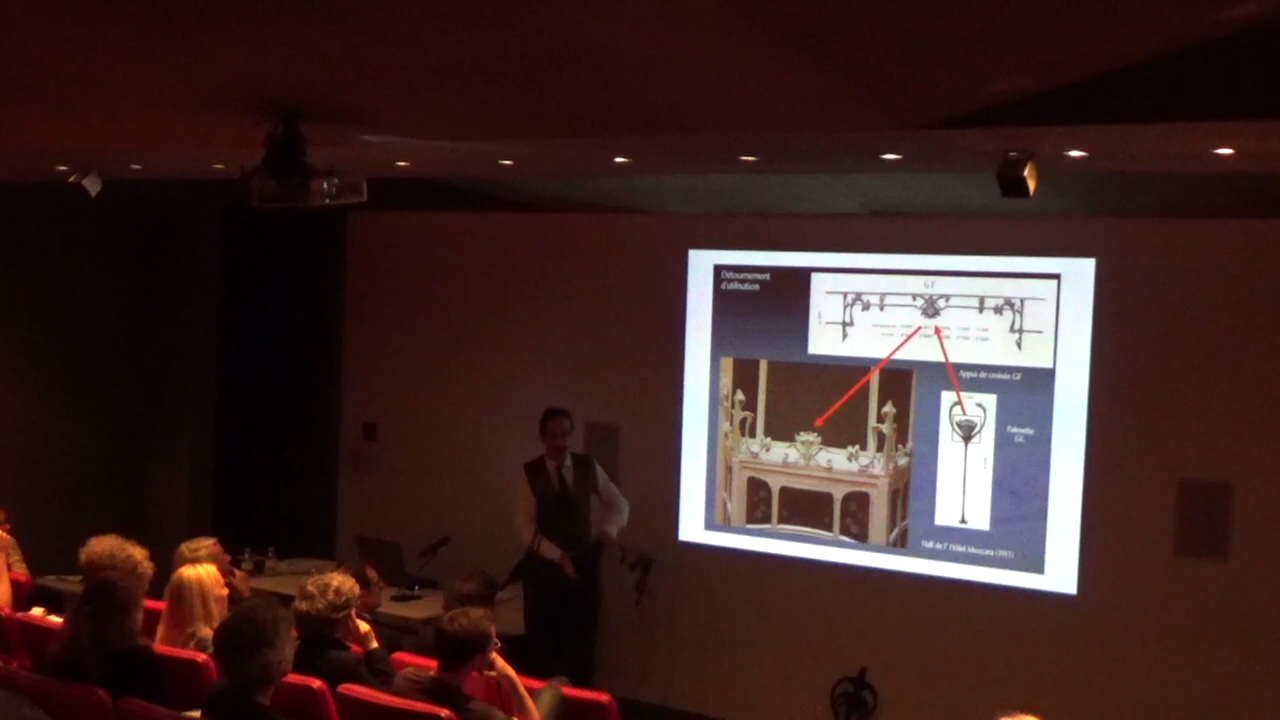 Détournement
d'utilisation
GF
Appui de croisée GF
Palmette
GL
Hall de l'Hôtel Mezzara (1911)